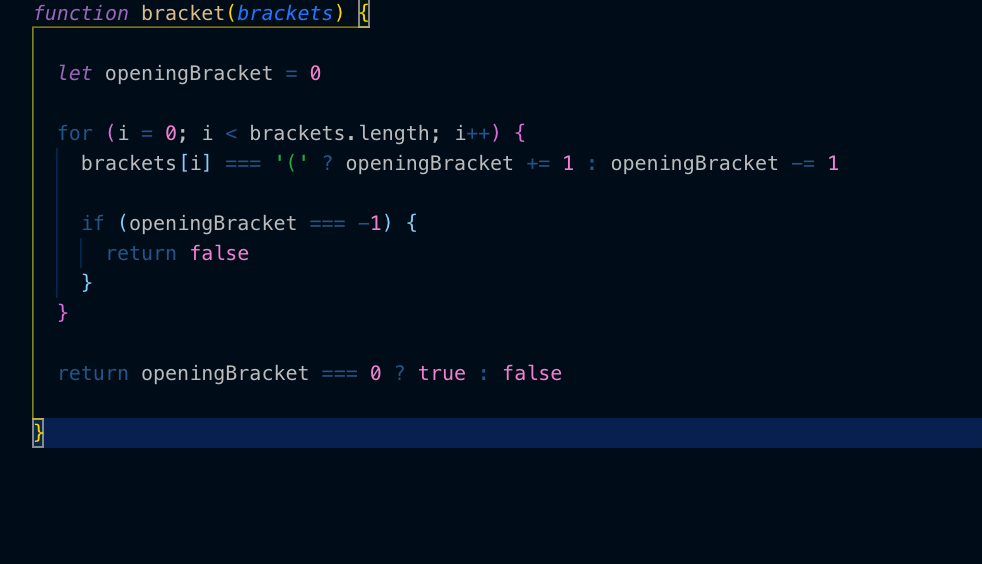 function bracket(brackets) {
let openingBracket = 0
for (i = 0; i < brackets.length; i++) {
brackets[i] === '(' ? openingBracket += 1 : openingBracket -= 1
if (openingBracket === -1) {
return false
}
}
return openingBracket === 0 ? true : false
}